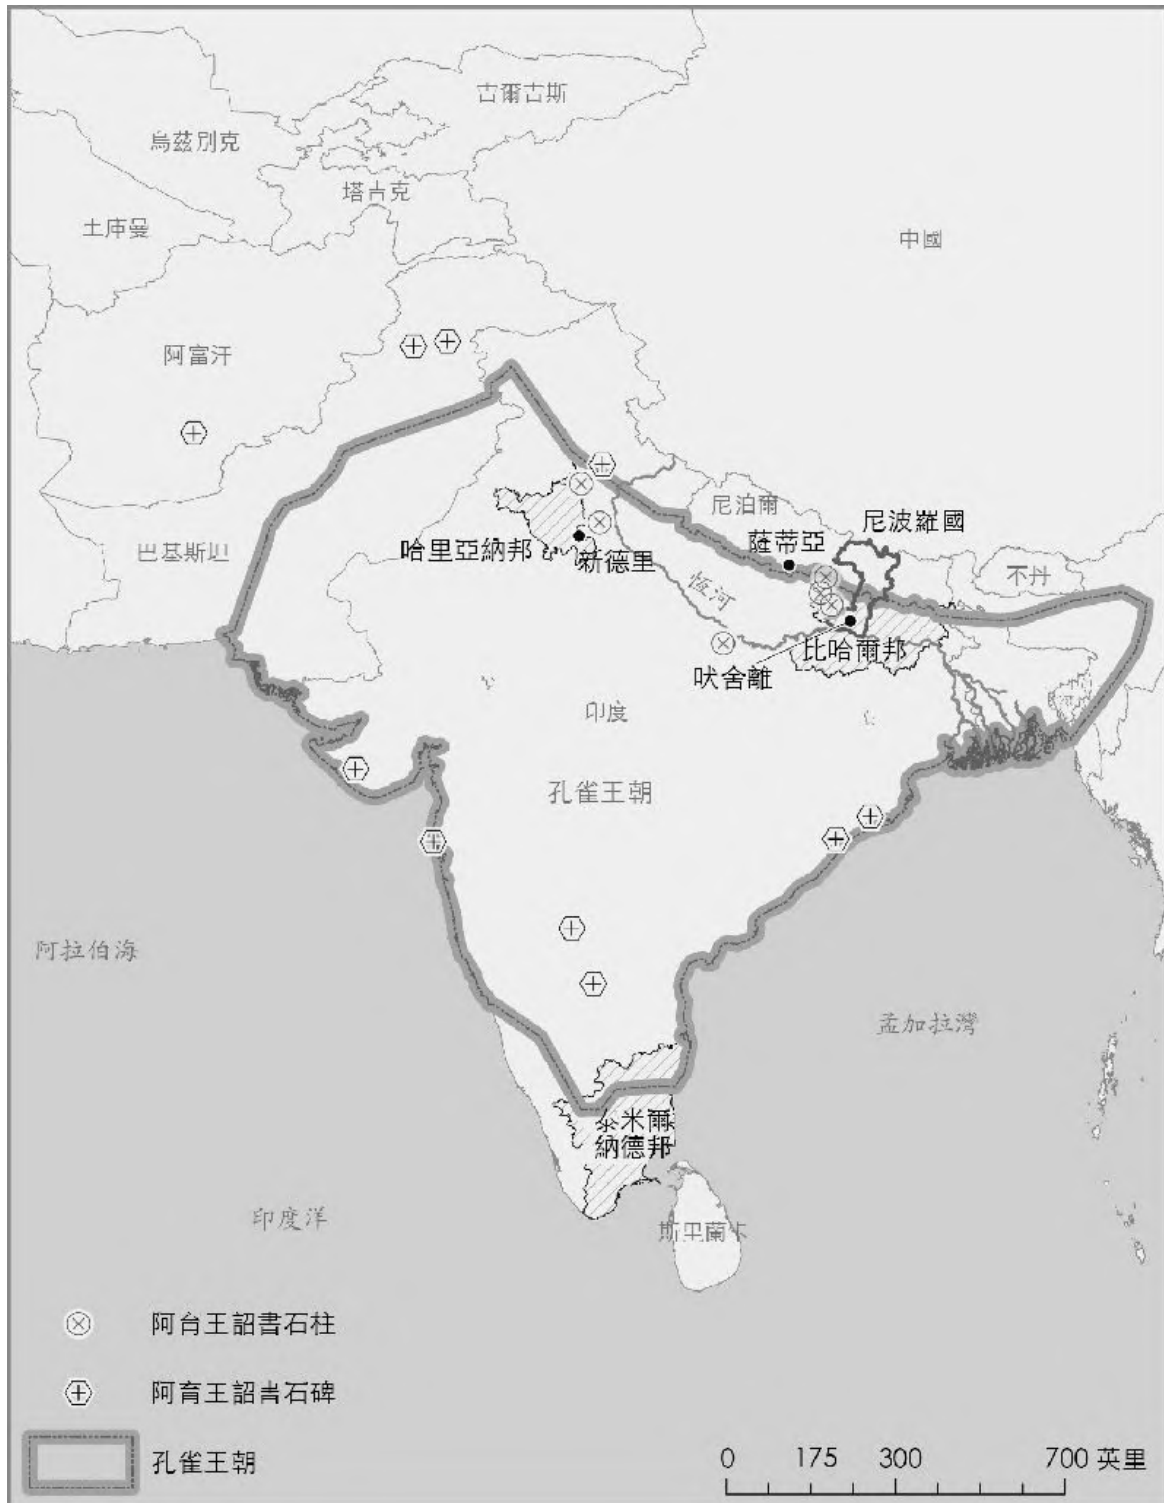 古爾古斯
烏茲別克
塔吉克
土庫曼
中國
阿富汗
巴基斯坦
尼泊爾
尼波羅國
薩蒂亞
哈里亞納邦
新德里
恆河
不丹
比哈爾邦
吠舍離
印度
孔雀王朝
阿拉伯海
孟加拉灣
泰米爾
納德邦
印度洋
斯里蘭卡
阿台王詔書石柱
阿育王詔書石碑
孔雀王朝
0 175 300 700 英里